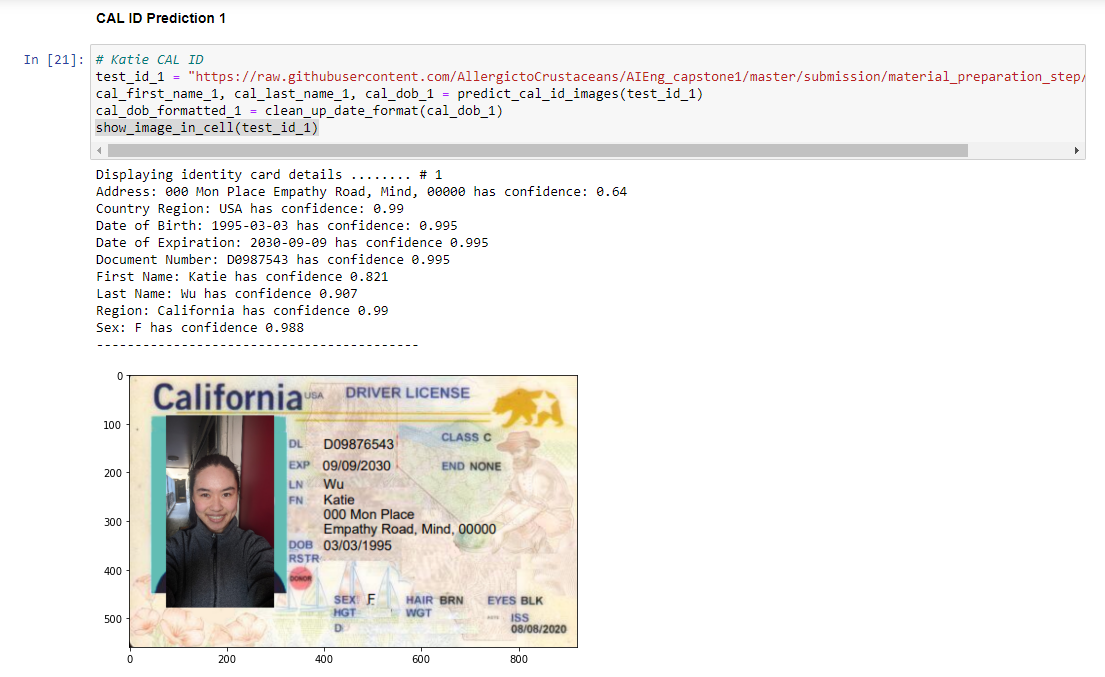 CAL ID Prediction 1
In [21]:
# Katie CAL ID
test_id_1 = "https://raw.githubusercontent.com/AllergictoCrustaceans/AIEng_capstone1/master/submission/material_preparation_step/
cal_first_name_1, cal_last_name_1, cal_dob_1 = predict_cal_id_images(test_id_1)
cal_dob_formatted_1 = clean_up_date_format(cal_dob_1)
show_image_in_cell(test_id_1)
Displaying identity card details ........ # 1
Address: 000 Mon Place Empathy Road, Mind, 00000 has confidence: 0.64
Country Region: USA has confidence: 0.99
Date of Birth: 1995-03-03 has confidence: 0.995
Date of Expiration: 2030-09-09 has confidence 0.995
Document Number: D0987543 has confidence 0.995
First Name: Katie has confidence 0.821
Last Name: Wu has confidence 0.907
Region: California has confidence 0.99
Sex: F has confidence 0.988
------------------------------------------
0
100
200
300
400
500
California USA DRIVER LICENSE
DL D09876543 CLASS C
EXP 09/09/2030 END NONE
LN Wu
FN Katie
000 Mon Place
Empathy Road, Mind, 00000
DOB 03/03/1995
RSTR
DONOR
SEX F HAIR BRN EYES BLK
HGT WGT ISS
D 08/08/2020
0 200 400 600 800